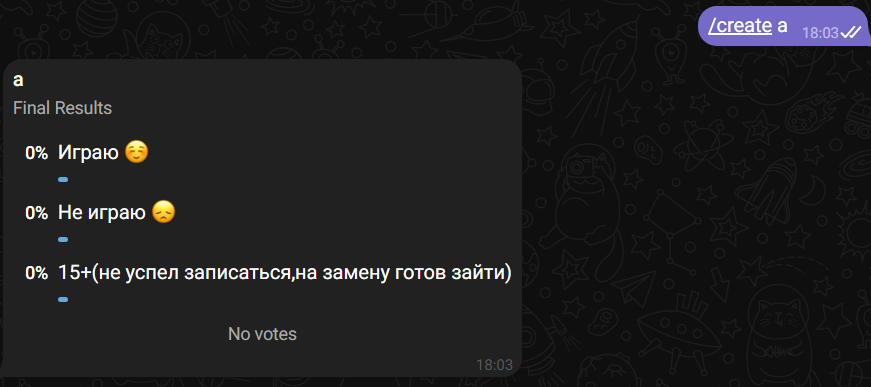 /create a 18:03
a
Final Results
0% Играю ☺️
0% Не играю 😞
0% 15+(не успел записаться,на замену готов зайти)
No votes
18:03